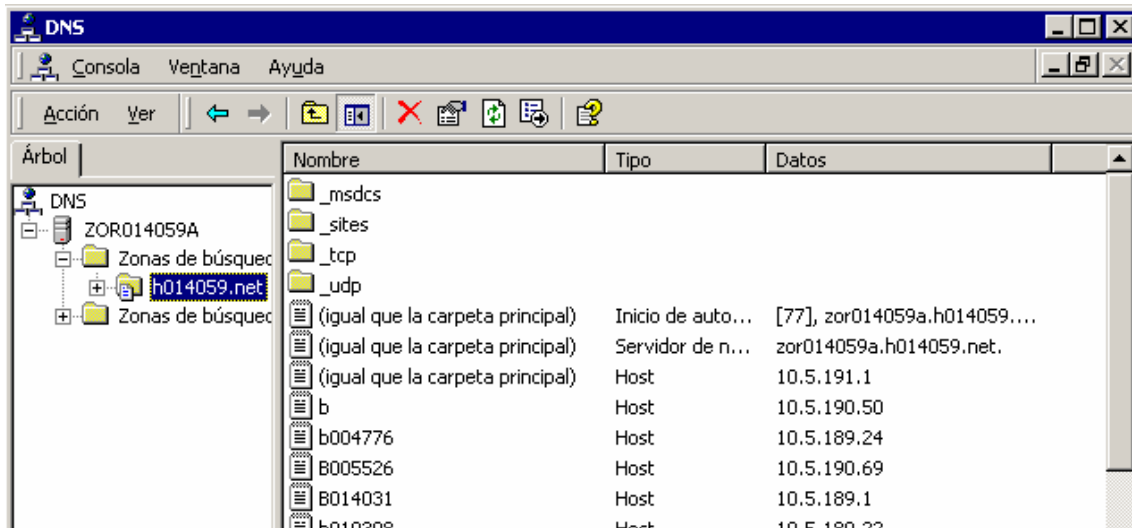 DNS
Consola Ventana Ayuda
Acción Ver
Árbol
Nombre Tipo Datos
DNS
ZOR014059A
Zonas de búsqued
h014059.net
Zonas de búsqued
_msdcs
_sites
_tcp
_udp
(igual que la carpeta principal) Inicio de auto... [77], zor014059a.h014059....
(igual que la carpeta principal) Servidor de n... zor014059a.h014059.net.
(igual que la carpeta principal) Host 10.5.191.1
b Host 10.5.190.50
b004776 Host 10.5.189.24
B005526 Host 10.5.190.69
B014031 Host 10.5.189.1
Host